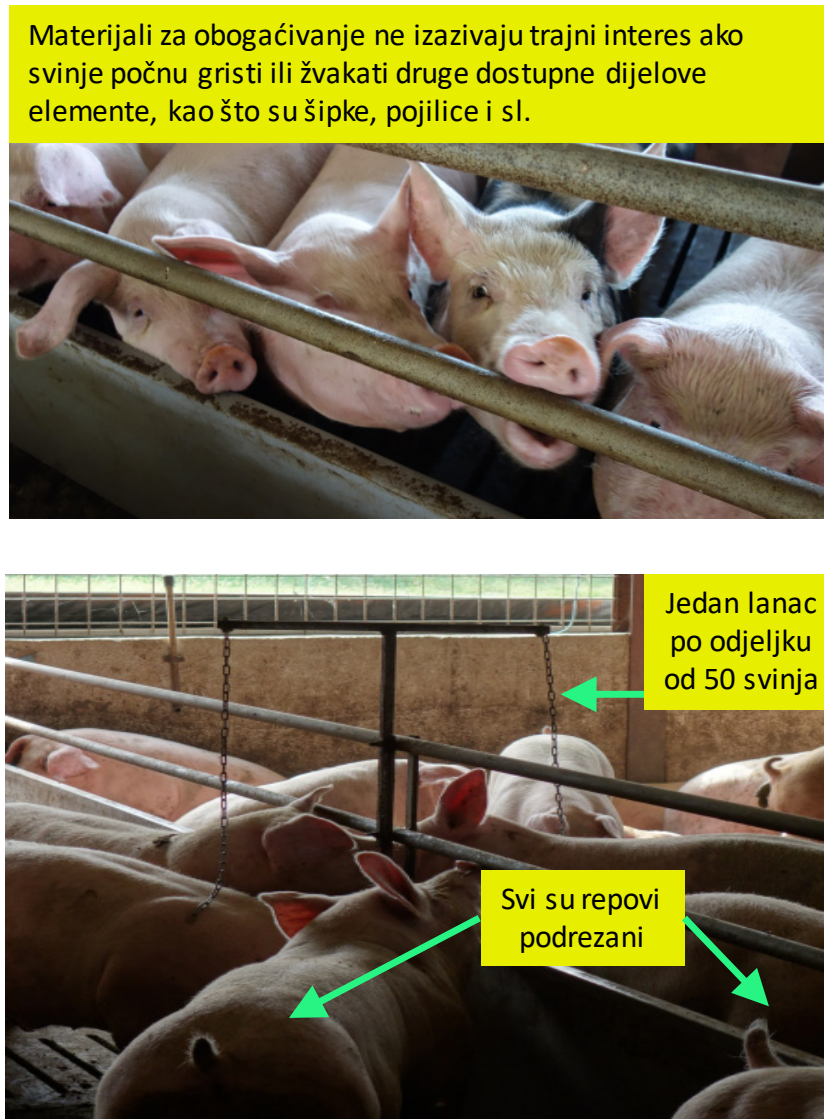 Materijali za obogaćivanje ne izazivaju trajni interes ako
svinje počnu gristi ili žvakati druge dostupne dijelove
elemente, kao što su šipke, pojilice i sl.
Jedan lanac
po odjeljku
od 50 svinja
Svi su repovi
podrezani